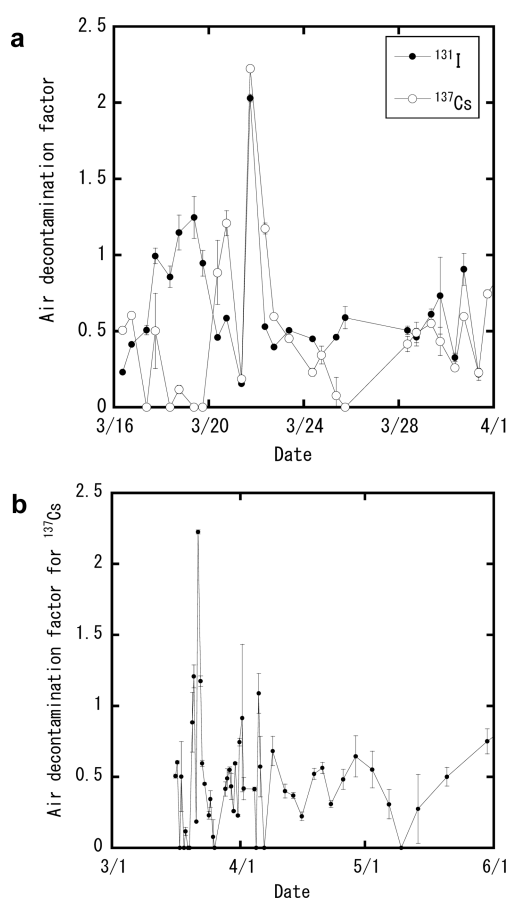 a
Air decontamination factor
2.5
2
1.5
1
0.5
0
131I
137Cs
3/16
3/20
3/24
3/28
4/1
Date
b
Air decontamination factor for 137Cs
2.5
2
1.5
1
0.5
0
3/1
4/1
5/1
6/1
Date